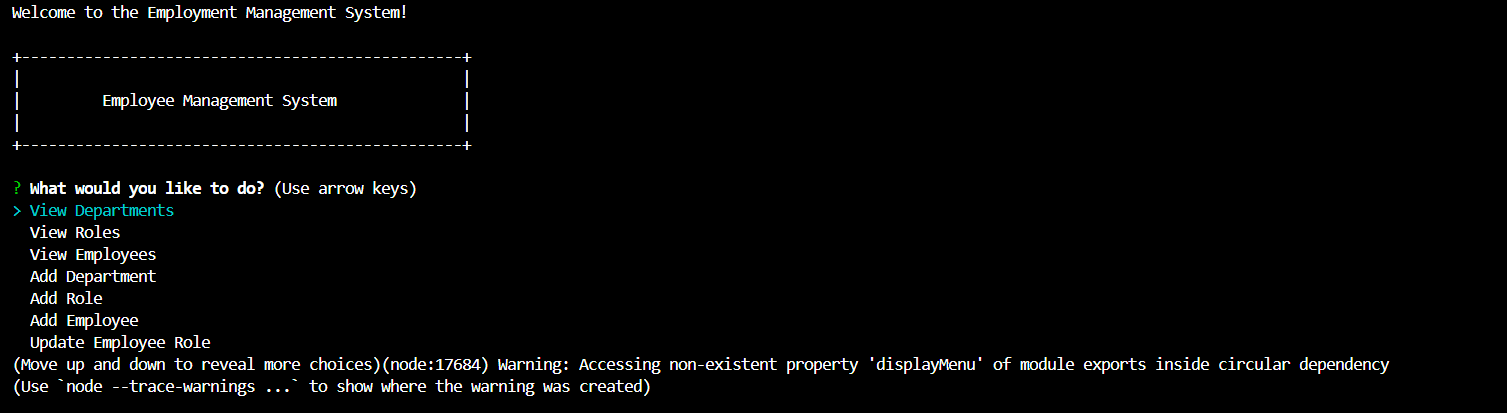 Welcome to the Employment Management System!
+-------------------------------------------------+
|                                                 |
|         Employee Management System              |
|                                                 |
+-------------------------------------------------+
? What would you like to do? (Use arrow keys)
> View Departments
  View Roles
  View Employees
  Add Department
  Add Role
  Add Employee
  Update Employee Role
(Move up and down to reveal more choices)(node:17684) Warning: Accessing non-existent property 'displayMenu' of module exports inside circular dependency
(Use `node --trace-warnings ...` to show where the warning was created)